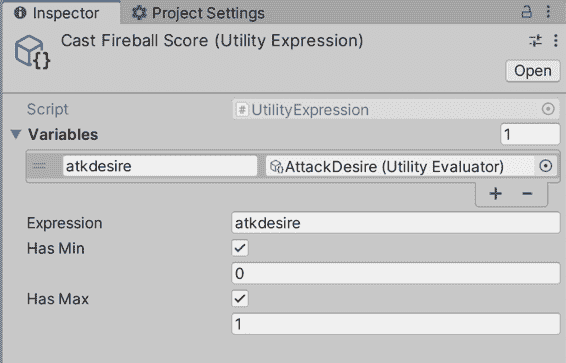 Inspector Project Settings
Cast Fireball Score (Utility Expression)
Open
Script # UtilityExpression
Variables 1
atkdesire AttackDesire (Utility Evaluator)
+ −
Expression atkdesire
Has Min
0
Has Max
1